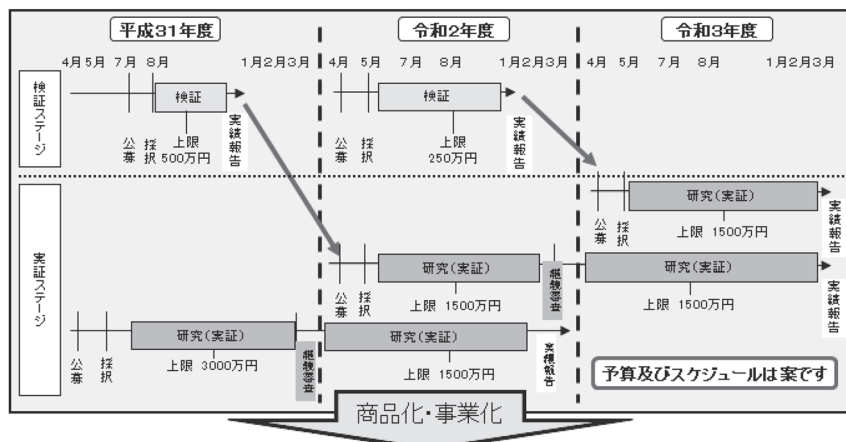 平成31年度
令和2年度
令和3年度
4月 5月 7月 8月 1月2月3月
4月 5月 7月 8月 1月2月3月
4月 5月 7月 8月 1月2月3月
検証ステージ
検証
公募
採択
上限
500万円
実績報告
検証
公募
採択
上限
250万円
実績報告
実証ステージ
研究(実証)
公募
採択
上限 1500万円
実績報告
研究(実証)
公募
採択
上限 1500万円
継続審査
研究(実証)
上限 1500万円
実績報告
研究(実証)
公募
採択
上限 3000万円
継続審査
研究(実証)
上限 1500万円
実績報告
予算及びスケジュールは案です
商品化・事業化